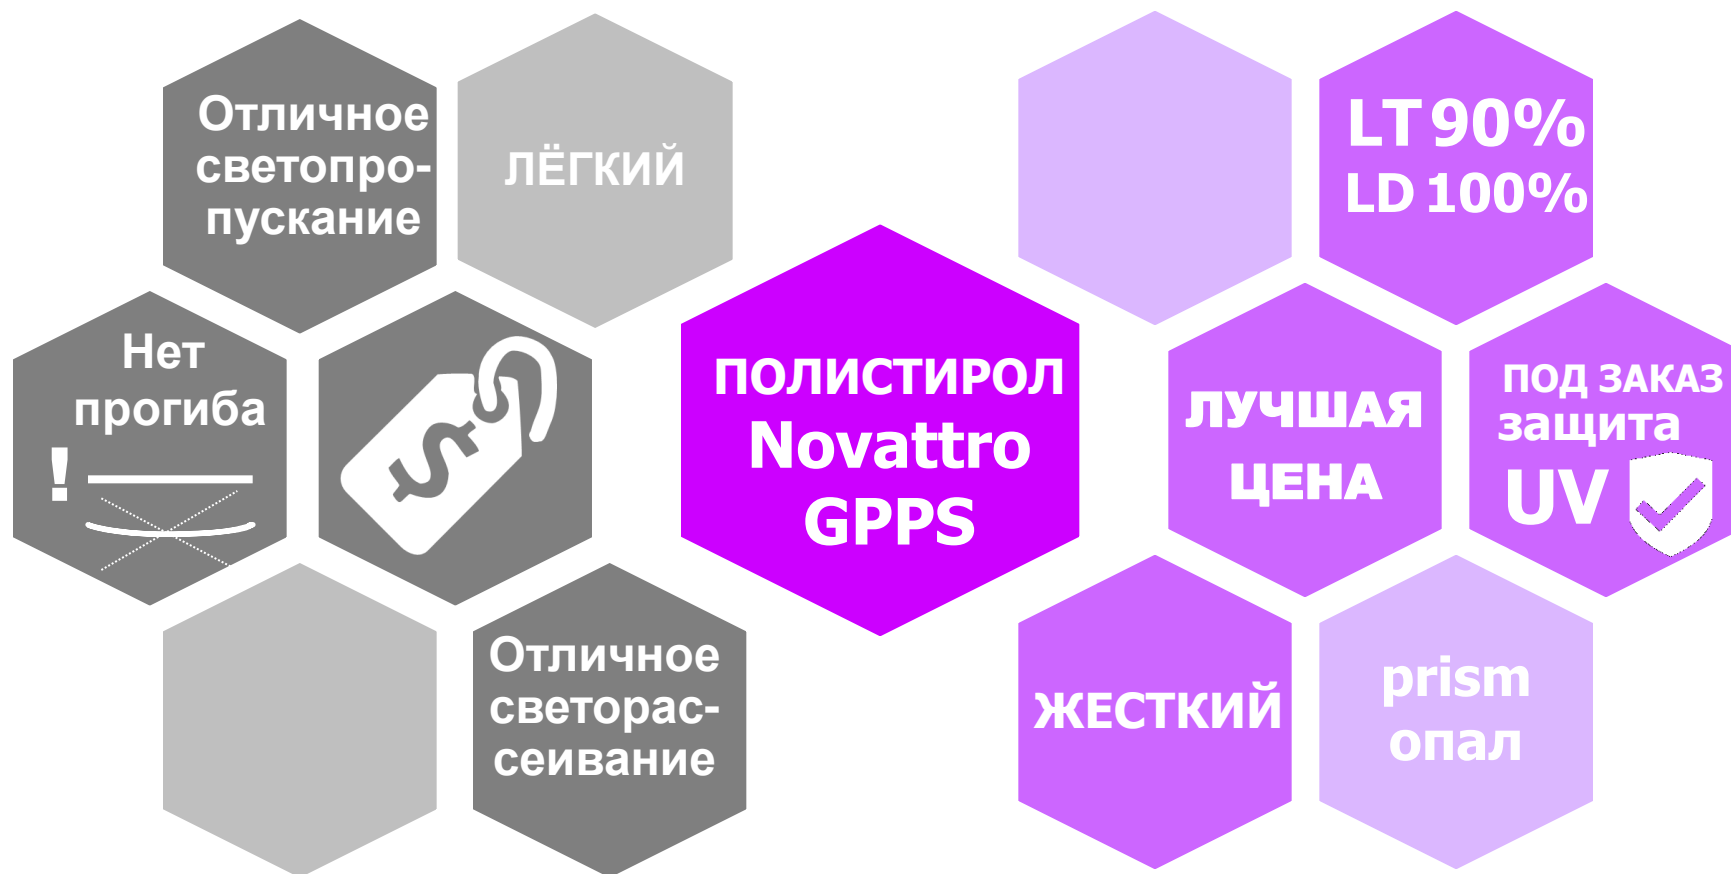 Отличное
светопро-
пускание
ЛЁГКИЙ
Нет
прогиба
!
$
Отличное
светорас-
сеивание
ПОЛИСТИРОЛ
Novattro
GPPS
LT 90%
LD 100%
ЛУЧШАЯ
ЦЕНА
ПОД ЗАКАЗ
защита
UV
ЖЕСТКИЙ
prism
опал